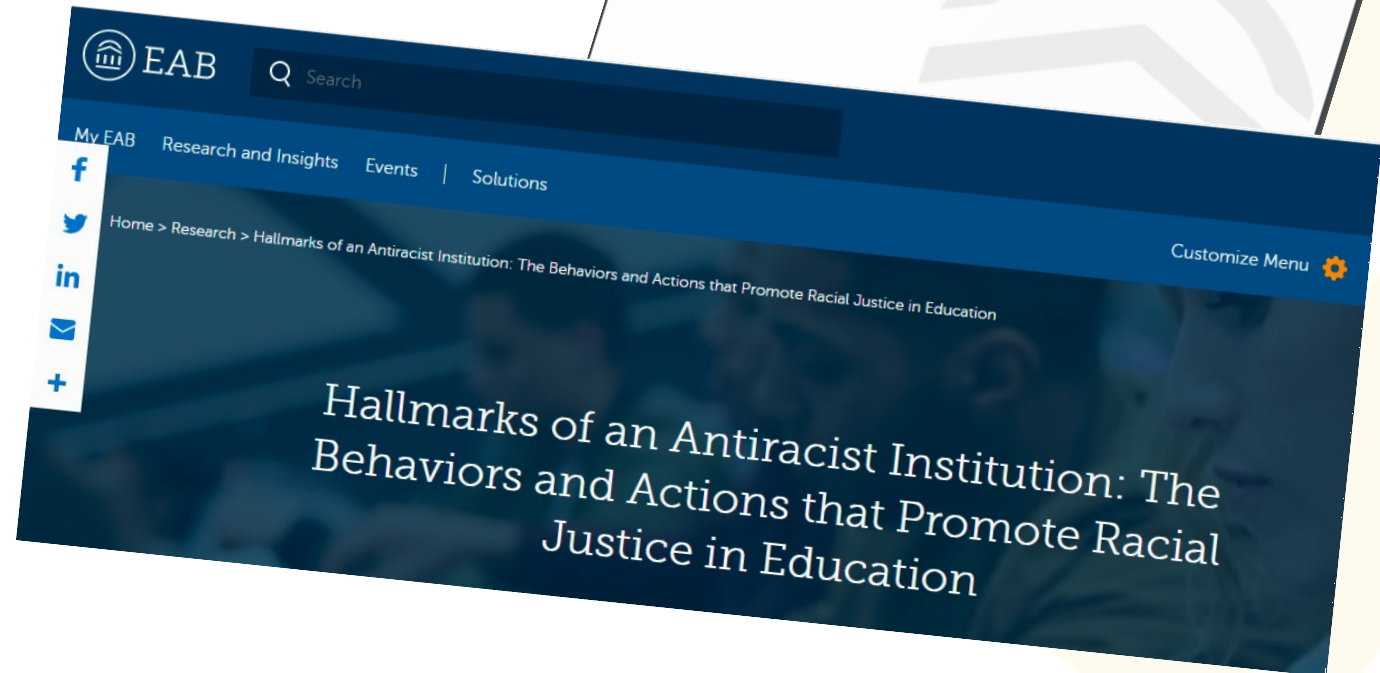 EAB
Search
My EAB Research and Insights Events | Solutions
Customize Menu
Home > Research > Hallmarks of an Antiracist Institution: The Behaviors and Actions that Promote Racial Justice in Education
Hallmarks of an Antiracist Institution: The
Behaviors and Actions that Promote Racial
Justice in Education